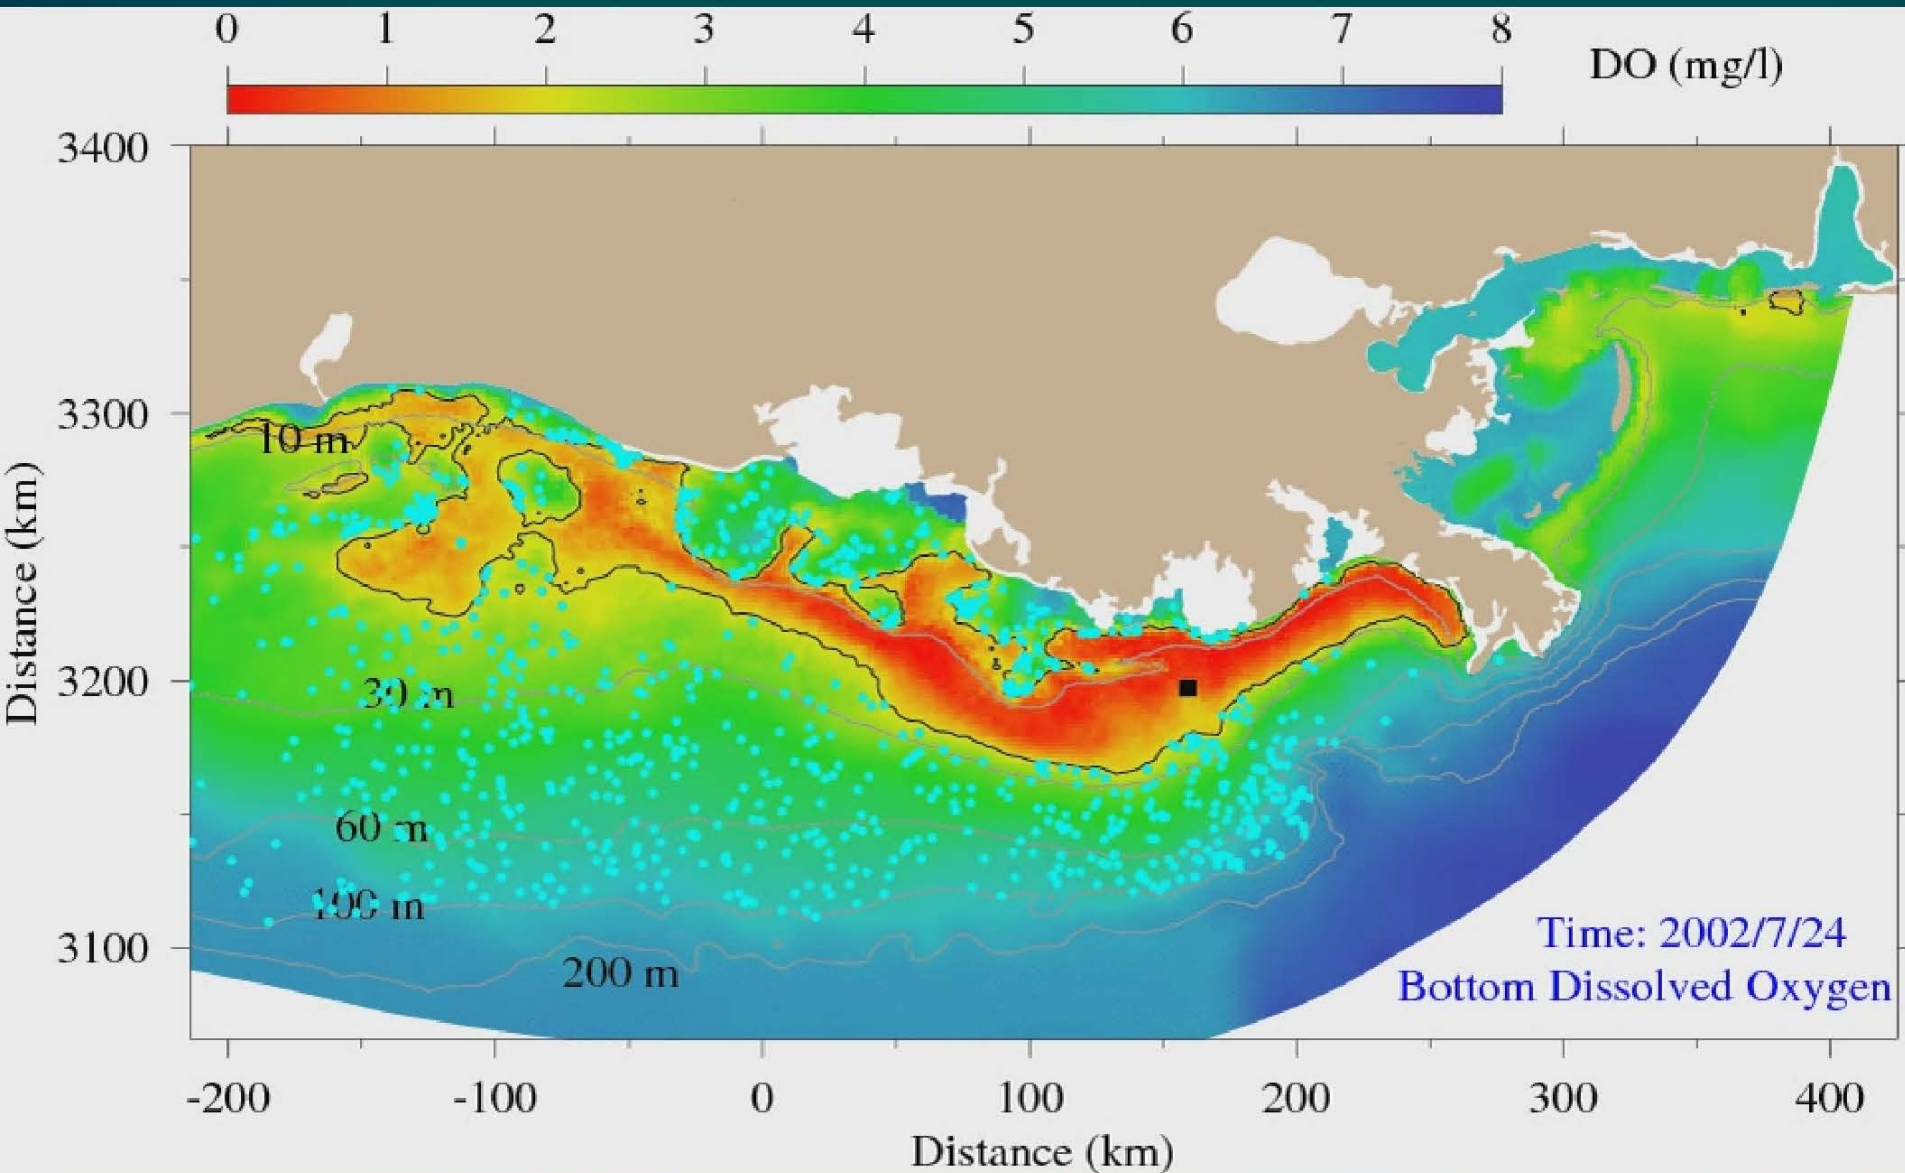 0 1 2 3 4 5 6 7 8
DO (mg/l)
3400
3300
3200
3100
Distance (km)
10 m
30 m
60 m
100 m
200 m
Time: 2002/7/24
Bottom Dissolved Oxygen
-200 -100 0 100 200 300 400
Distance (km)